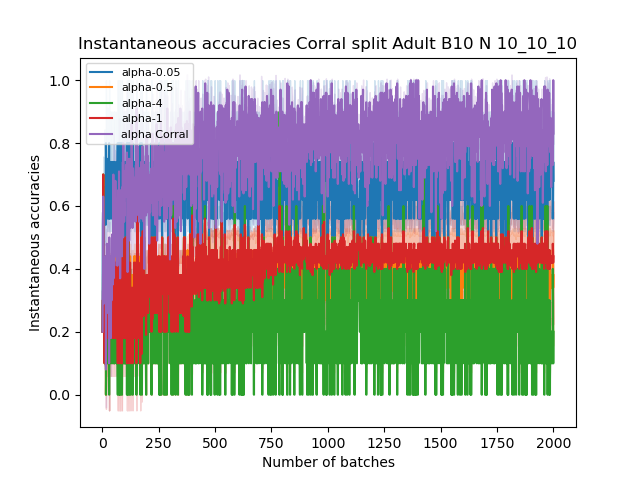 Instantaneous accuracies Corral split Adult B10 N 10_10_10
alpha-0.05
alpha-0.5
alpha-4
alpha-1
alpha Corral
1.0
0.8
0.6
0.4
0.2
0.0
Instantaneous accuracies
0 250 500 750 1000 1250 1500 1750 2000
Number of batches